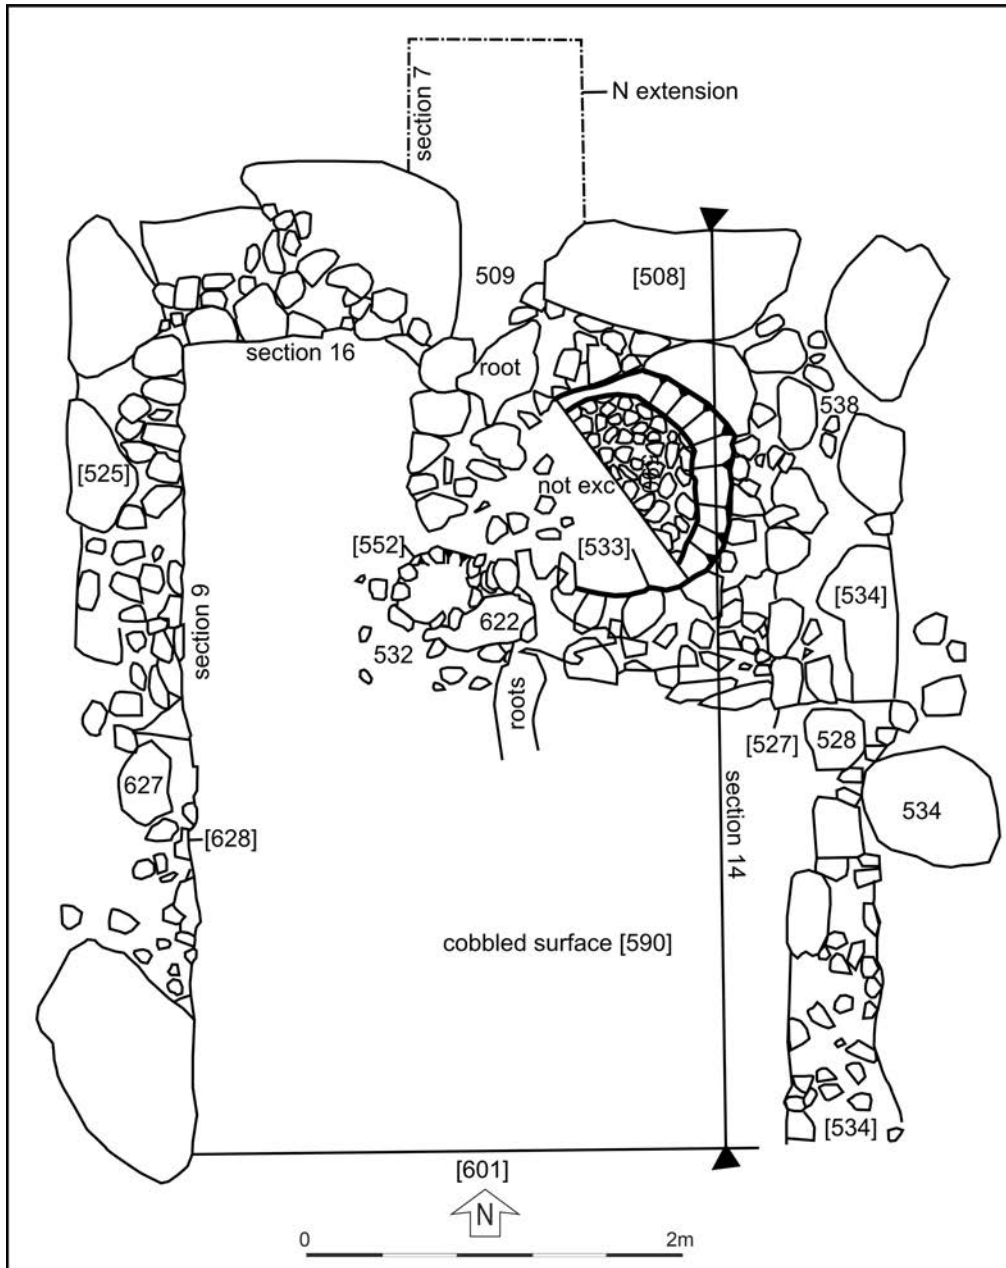 section 7
N extension
509
[508]
section 16
root
538
[525]
not exc
[552]
[533]
[534]
section 9
622
532
roots
[527]
528
627
534
[628]
section 14
cobbled surface [590]
[534]
[601]
N
0
2m